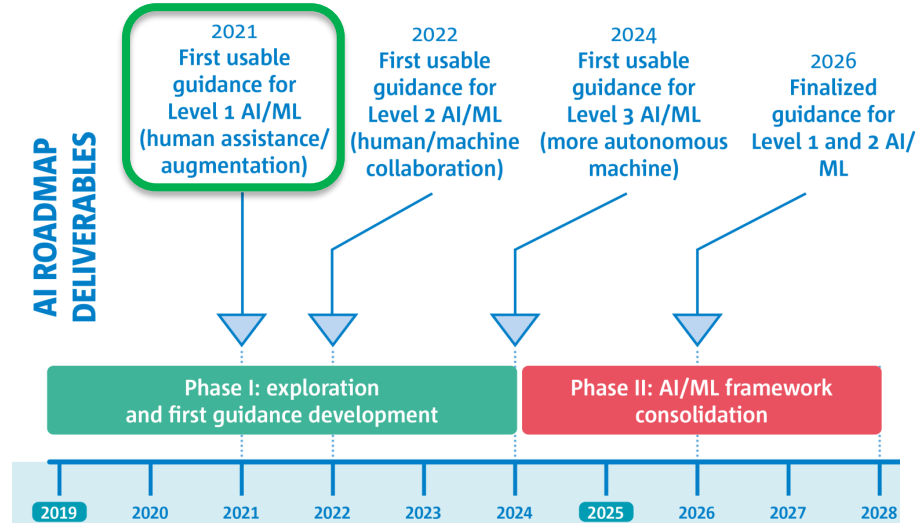 AI ROADMAP
DELIVERABLES
2021
First usable
guidance for
Level 1 AI/ML
(human assistance/
augmentation)
2022
First usable
guidance for
Level 2 AI/ML
(human/machine
collaboration)
2024
First usable
guidance for
Level 3 AI/ML
(more autonomous
machine)
2026
Finalized
guidance for
Level 1 and 2 AI/
ML
Phase I: exploration
and first guidance development
Phase II: AI/ML framework
consolidation
2019
2020
2021
2022
2023
2024
2025
2026
2027
2028